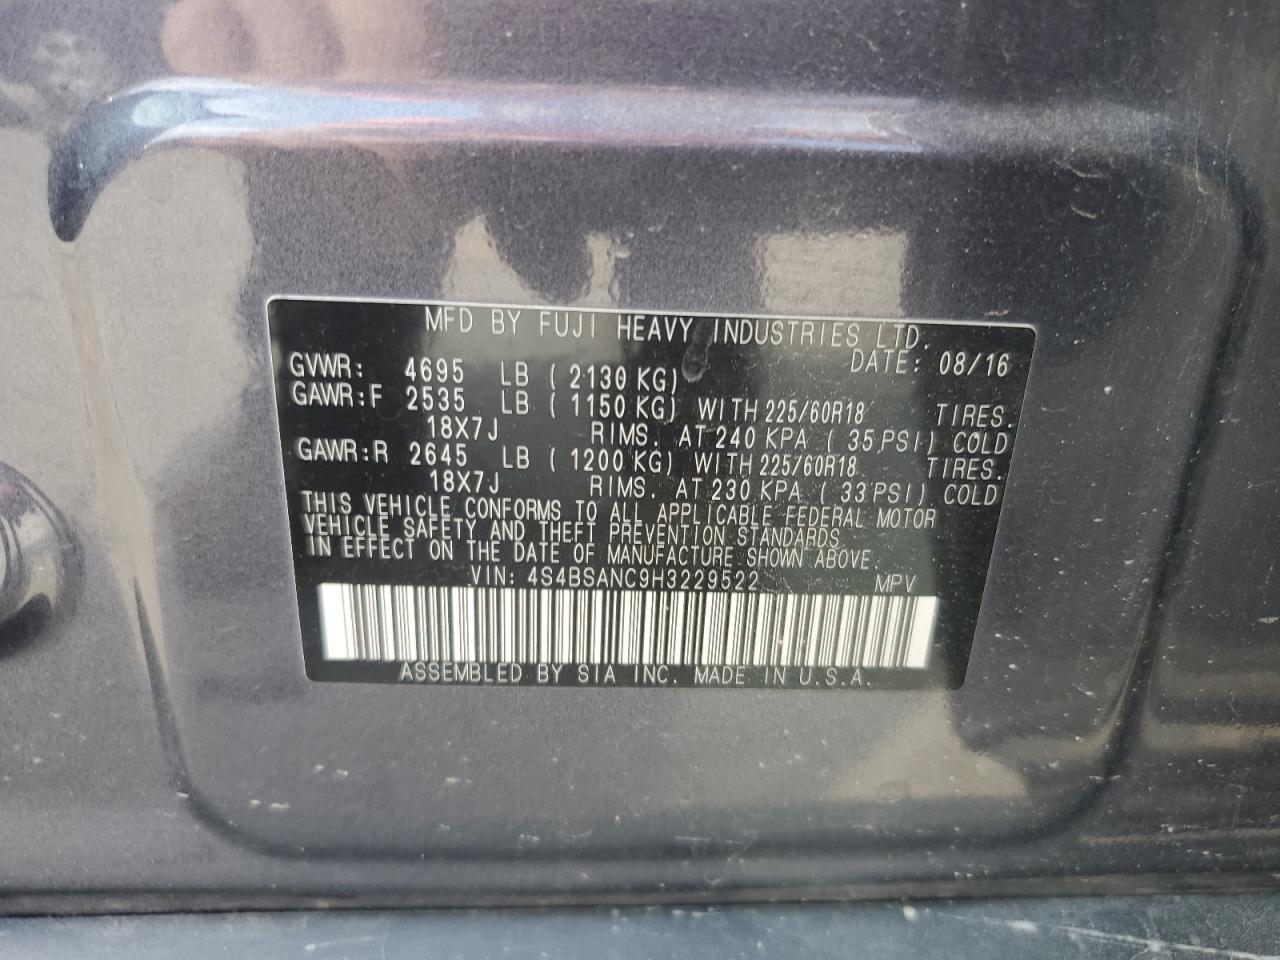 MFD BY FUJI HEAVY INDUSTRIES LTD.
DATE: 08/16
GVWR: 4695 LB ( 2130 KG)
GAWR:F 2535 LB ( 1150 KG) WITH 225/60R18 TIRES.
18X7J RIMS. AT 240 KPA ( 35 PSI) COLD
GAWR:R 2645 LB ( 1200 KG) WITH 225/60R18 TIRES.
18X7J RIMS. AT 230 KPA ( 33 PSI) COLD
THIS VEHICLE CONFORMS TO ALL APPLICABLE FEDERAL MOTOR
VEHICLE SAFETY AND THEFT PREVENTION STANDARDS
IN EFFECT ON THE DATE OF MANUFACTURE SHOWN ABOVE.
VIN: 4S4BSANC9H3229522 MPV
ASSEMBLED BY SIA INC. MADE IN U.S.A.